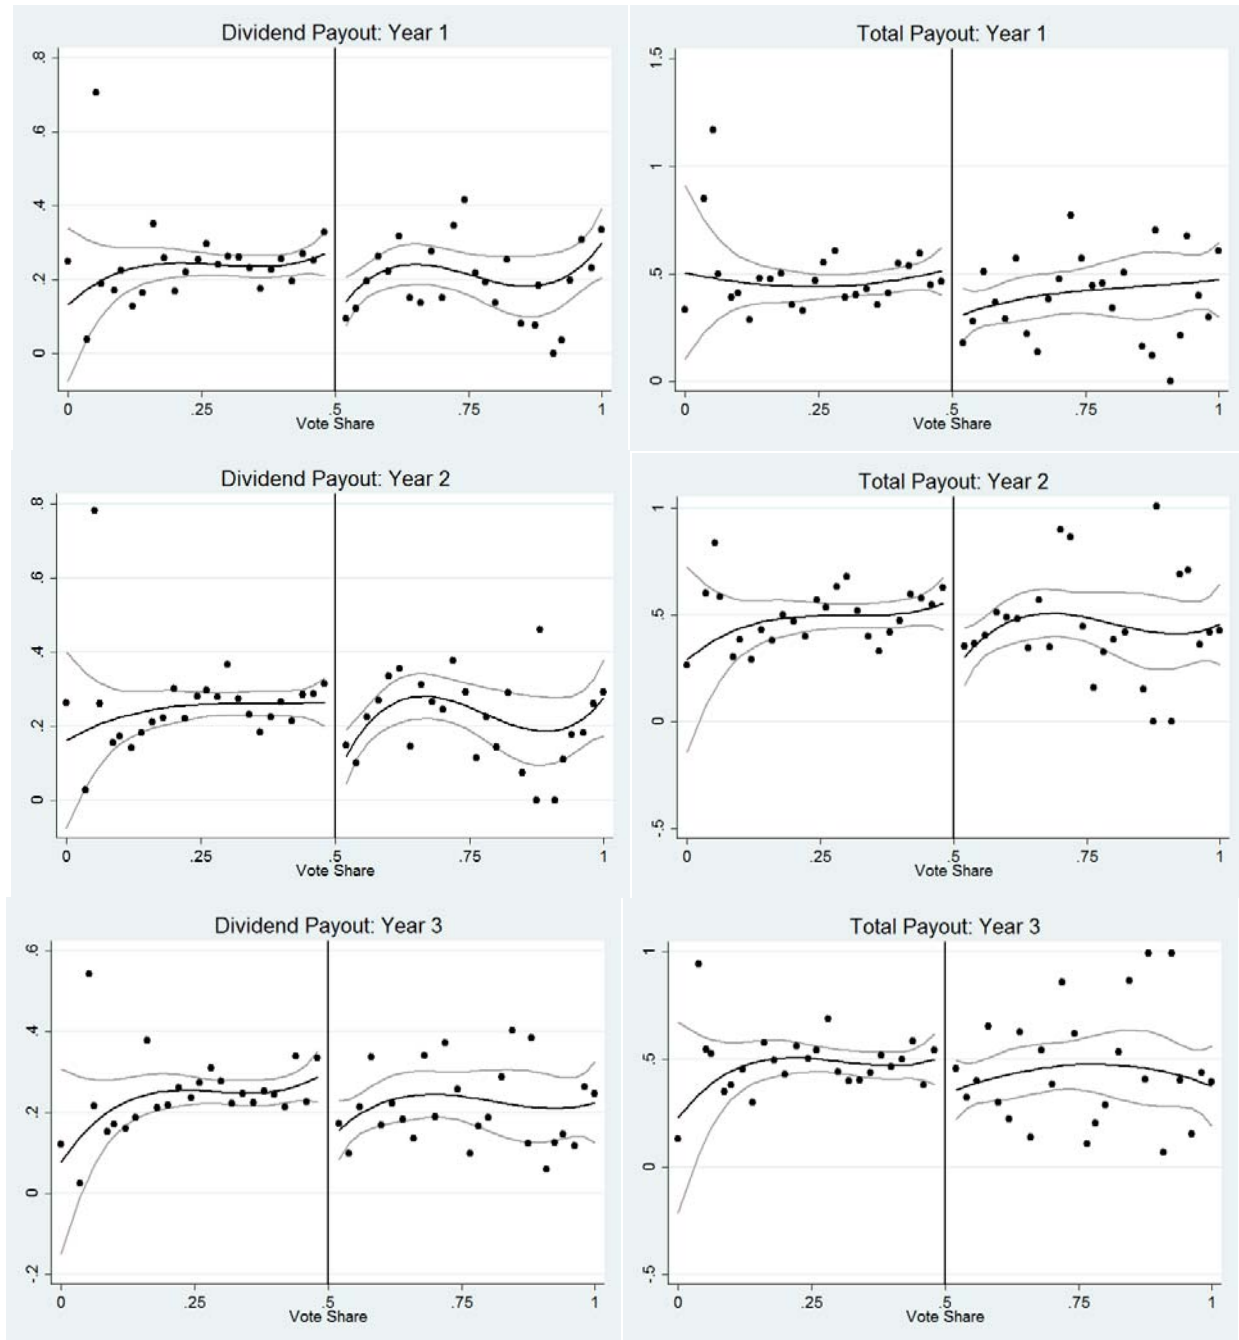 Dividend Payout: Year 1
.8
.6
.4
.2
0
0 .25 .5 .75 1
Vote Share
Total Payout: Year 1
1.5
1
.5
0
0 .25 .5 .75 1
Vote Share
Dividend Payout: Year 2
.8
.6
.4
.2
0
0 .25 .5 .75 1
Vote Share
Total Payout: Year 2
1
.5
0
-.5
0 .25 .5 .75 1
Vote Share
Dividend Payout: Year 3
.6
.4
.2
0
-.2
0 .25 .5 .75 1
Vote Share
Total Payout: Year 3
1
.5
0
-.5
0 .25 .5 .75 1
Vote Share